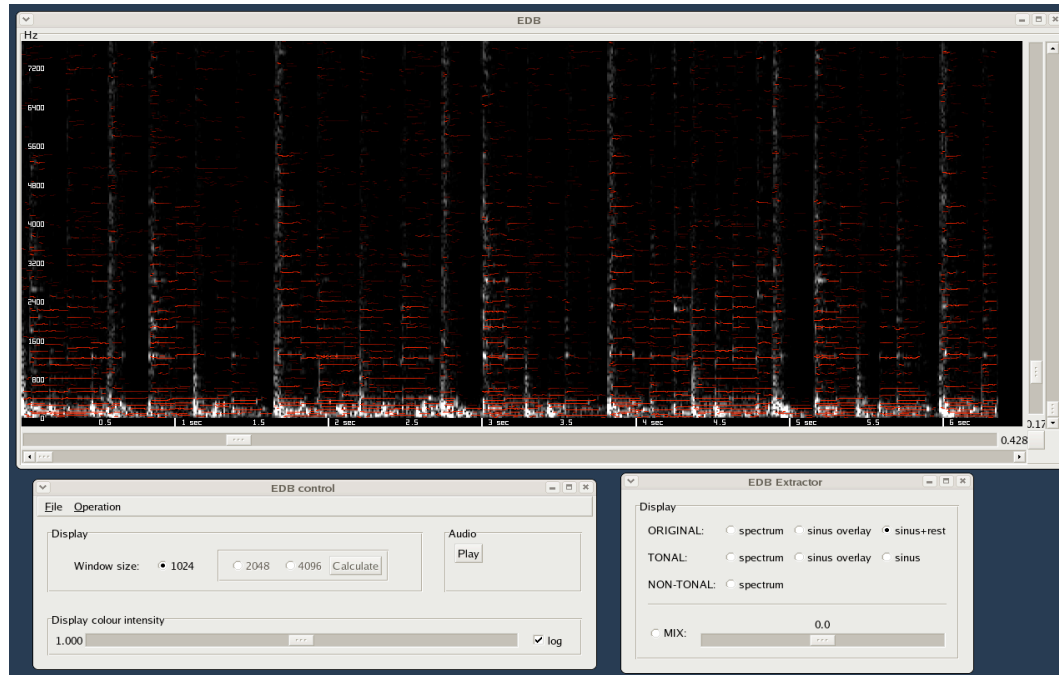 EDB
Hz
7200
6400
5600
4800
4000
3200
2400
1600
800
0
0.5 1 sec 1.5 2 sec 2.5 3 sec 3.5 4 sec 4.5 5 sec 5.5 6 sec
0.17
0.428
EDB control
File Operation
Display
Window size: 1024 2048 4096 Calculate
Audio
Play
Display colour intensity
1.000 log
EDB Extractor
Display
ORIGINAL: spectrum sinus overlay sinus+rest
TONAL: spectrum sinus overlay sinus
NON-TONAL: spectrum
0.0
MIX: